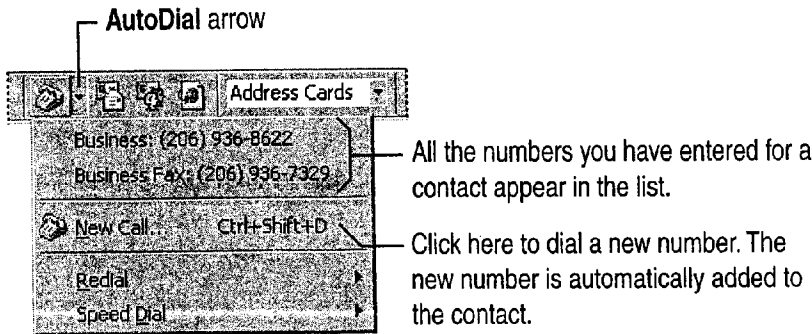 AutoDial arrow
Address Cards
Business: (206) 936-8622
Business Fax: (206) 936-7329
All the numbers you have entered for a
contact appear in the list.
New Call... Ctrl+Shift+D
Click here to dial a new number. The
new number is automatically added to
the contact.
Redial
Speed Dial